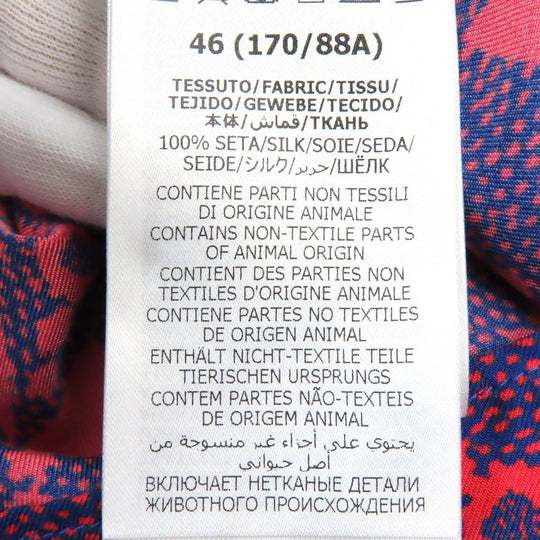 46 (170/88A)
TESSUTO/FABRIC/TISSU/
TEJIDO/GEWEBE/TECIDO/
本体/قماش/ТКАНЬ
100% SETA/SILK/SOIE/SEDA/
SEIDE/シルク/حرير/ШЁЛК
CONTIENE PARTI NON TESSILI
DI ORIGINE ANIMALE
CONTAINS NON-TEXTILE PARTS
OF ANIMAL ORIGIN
CONTIENT DES PARTIES NON
TEXTILES D'ORIGINE ANIMALE
CONTIENE PARTES NO TEXTILES
DE ORIGEN ANIMAL
ENTHÄLT NICHT-TEXTILE TEILE
TIERISCHEN URSPRUNGS
CONTEM PARTES NÃO-TEXTEIS
DE ORIGEM ANIMAL
يحتوي علي أجزاء غير منسوجة من
أصل حيواني
ВКЛЮЧАЕТ НЕТКАНЫЕ ДЕТАЛИ
ЖИВОТНОГО ПРОИСХОЖДЕНИЯ